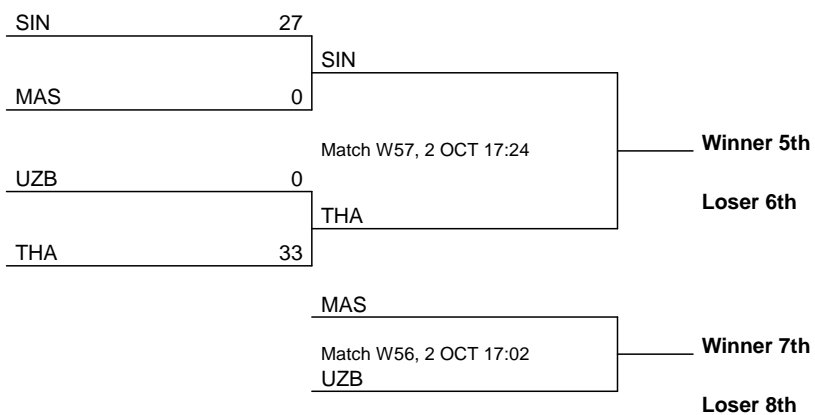 SIN 27
SIN
MAS 0
Match W57, 2 OCT 17:24
Winner 5th
UZB 0
Loser 6th
THA
THA 33
MAS
Match W56, 2 OCT 17:02
Winner 7th
UZB
Loser 8th